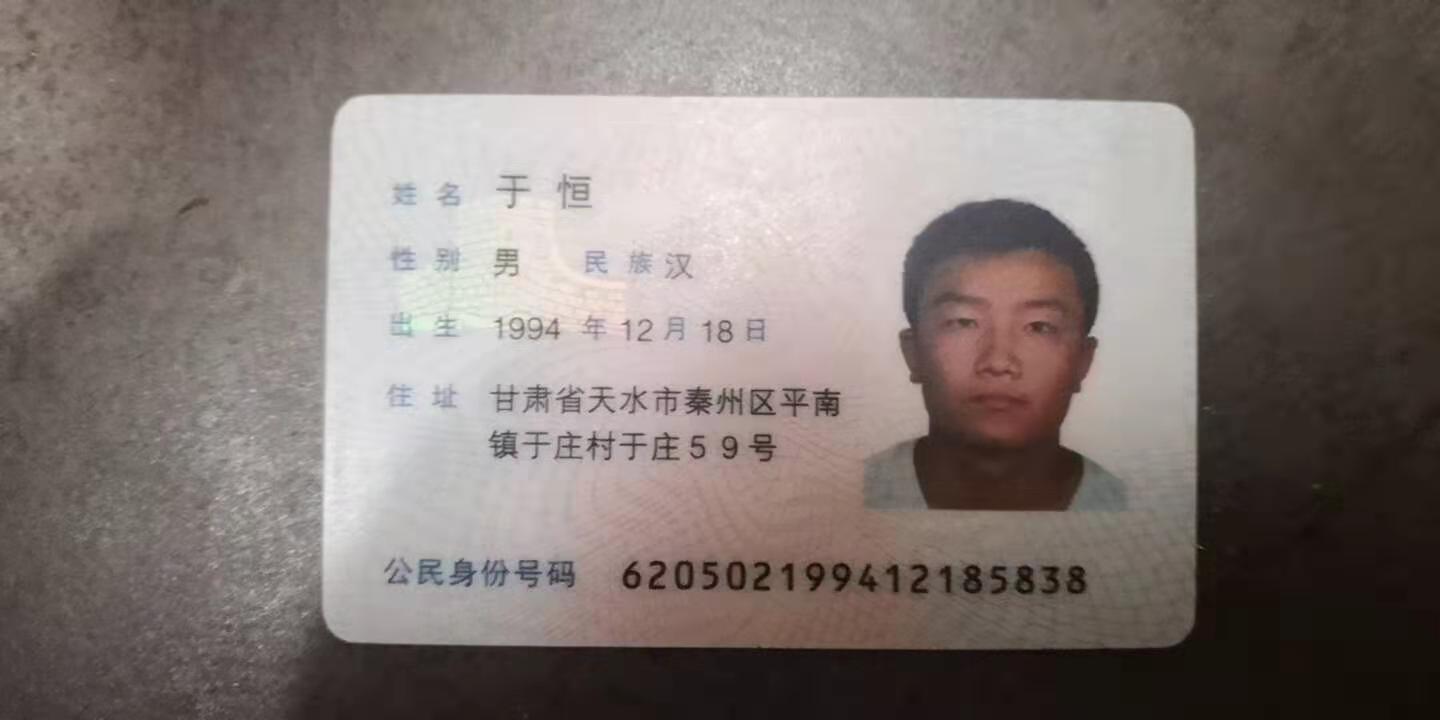 姓名 于恒
性别 男 民族 汉
出生 1994 年 12 月 18 日
住址 甘肃省天水市秦州区平南
镇于庄村于庄59号
公民身份号码 620502199412185838